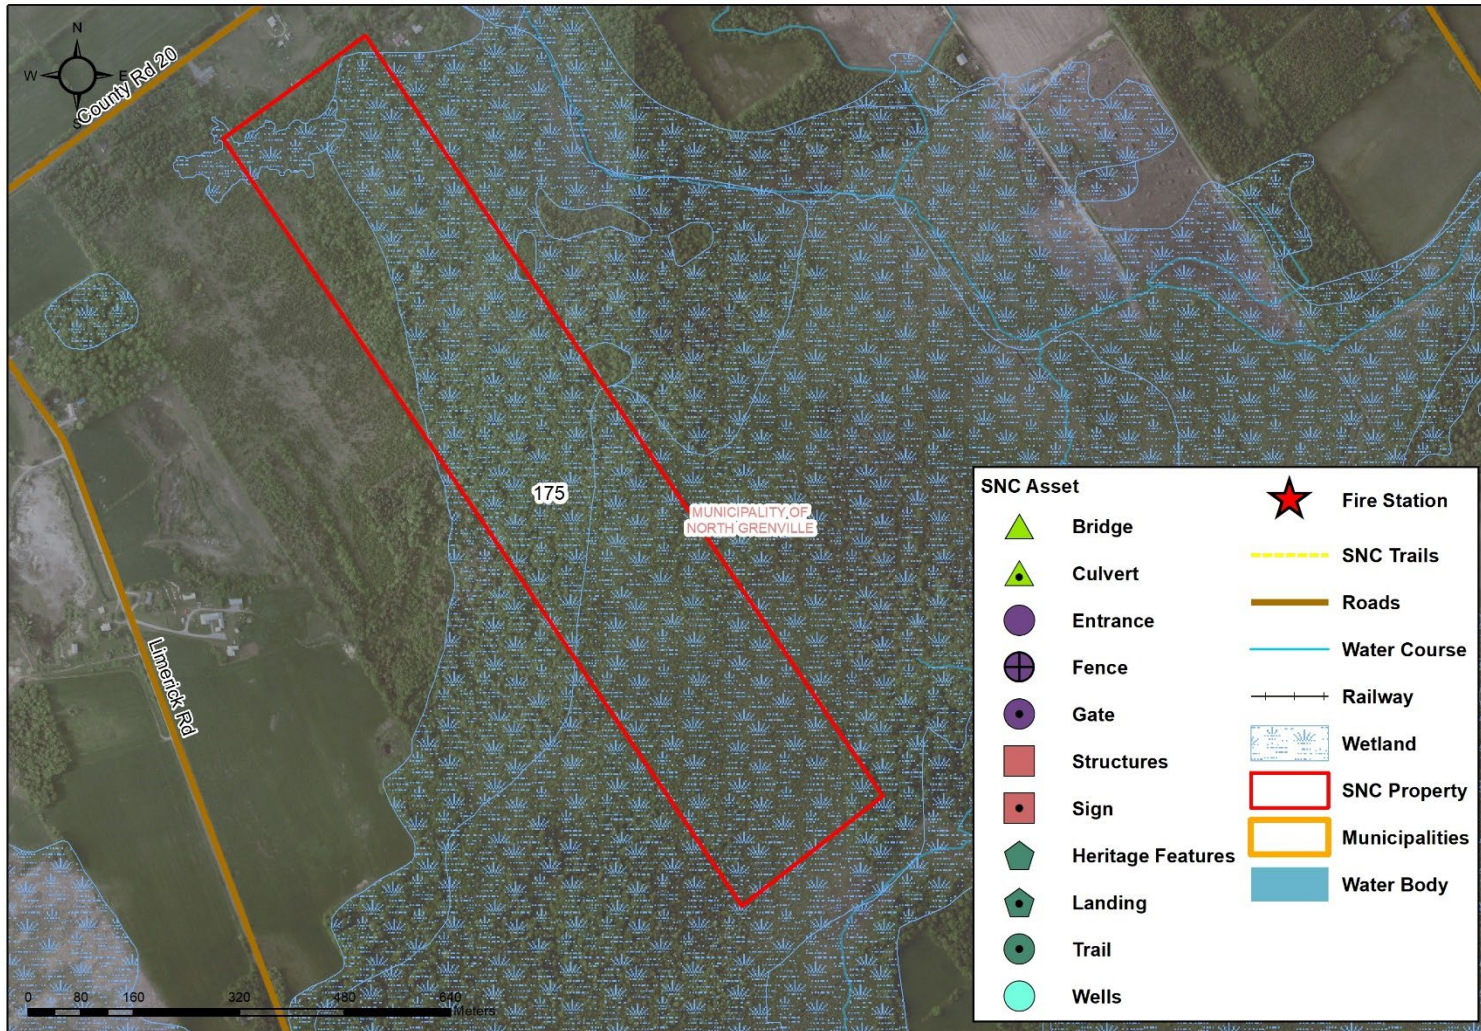 N
W E
S
County Rd 20
175
MUNICIPALITY OF
NORTH GRENVILLE
Limerick Rd
0 80 160 320 480 640
Meters
SNC Asset
Bridge
Culvert
Entrance
Fence
Gate
Structures
Sign
Heritage Features
Landing
Trail
Wells
Fire Station
SNC Trails
Roads
Water Course
Railway
Wetland
SNC Property
Municipalities
Water Body